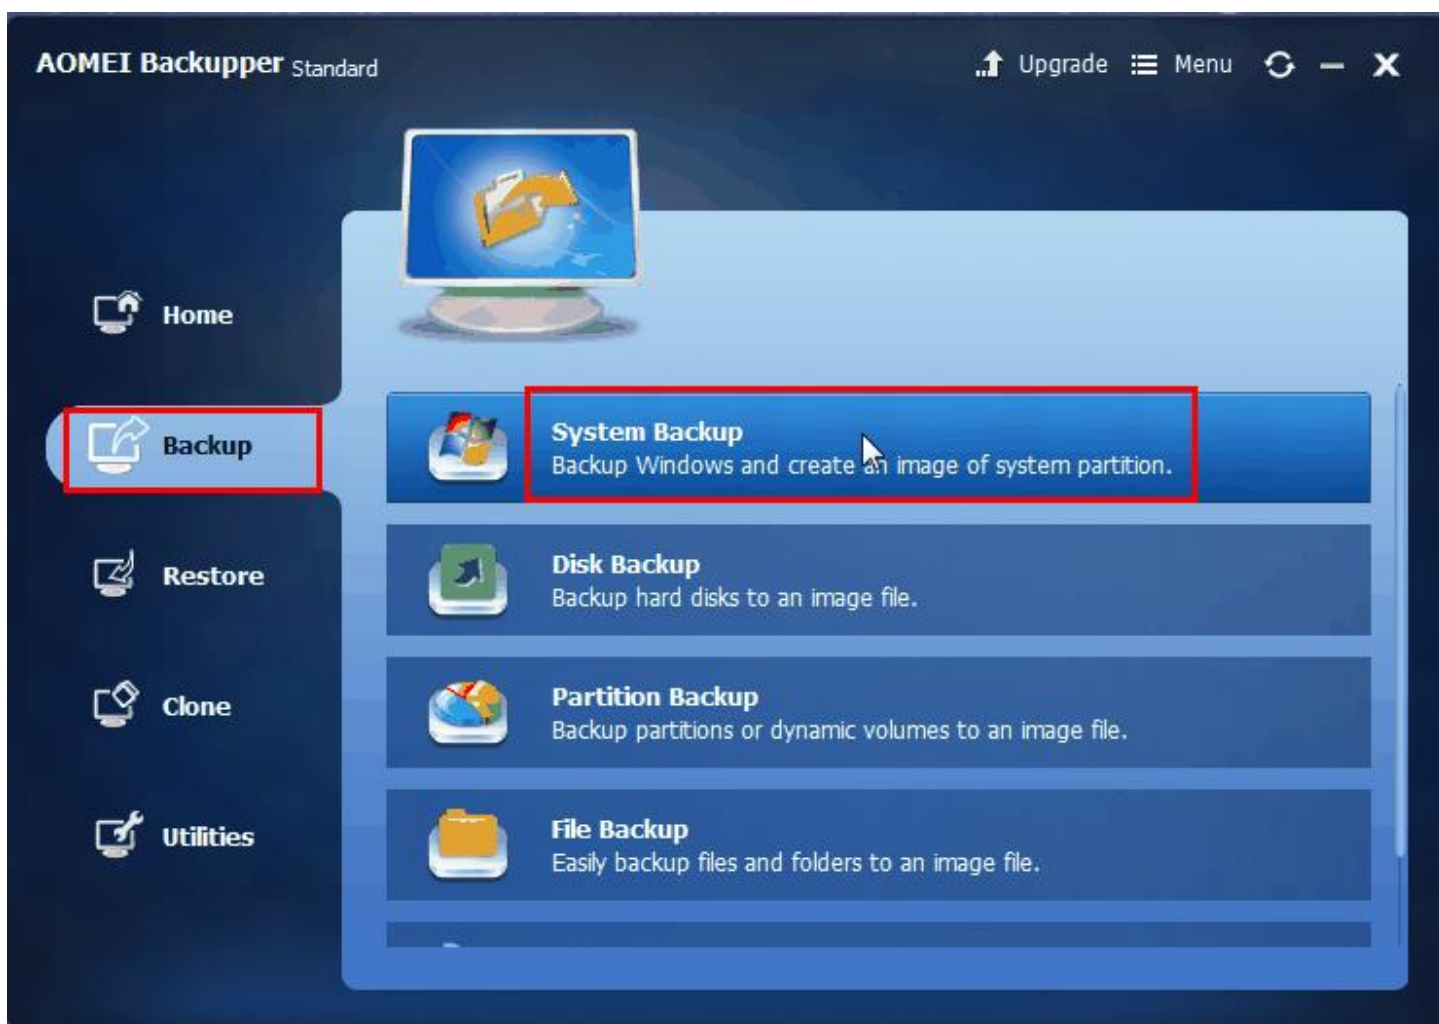 AOMEI Backupper Standard
Upgrade Menu
Home
Backup
System Backup
Backup Windows and create an image of system partition.
Disk Backup
Backup hard disks to an image file.
Restore
Partition Backup
Backup partitions or dynamic volumes to an image file.
Clone
File Backup
Easily backup files and folders to an image file.
Utilities